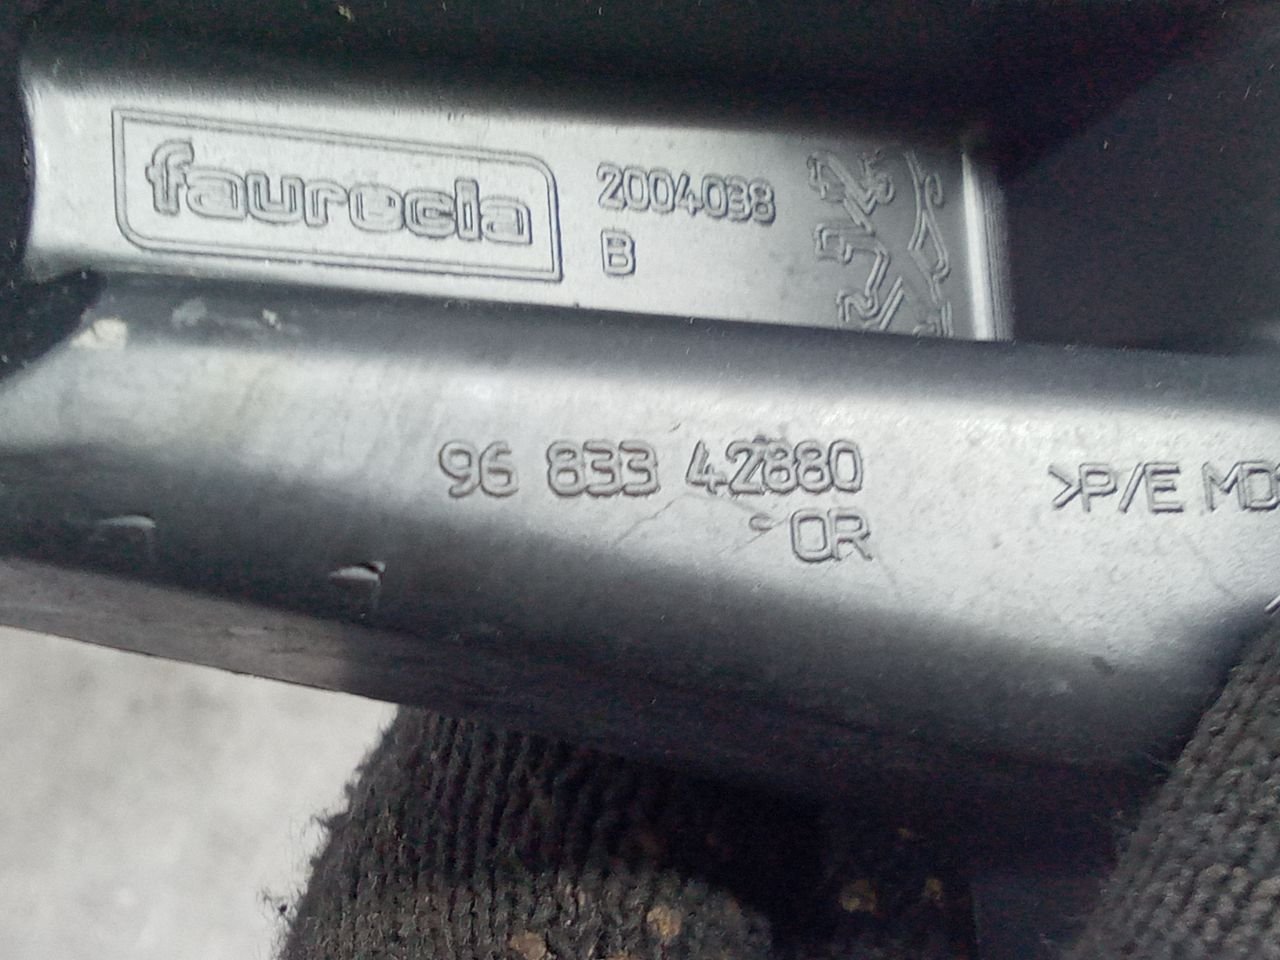 faurecia
2004038
B
96 833 42880
OR
>P/E MD